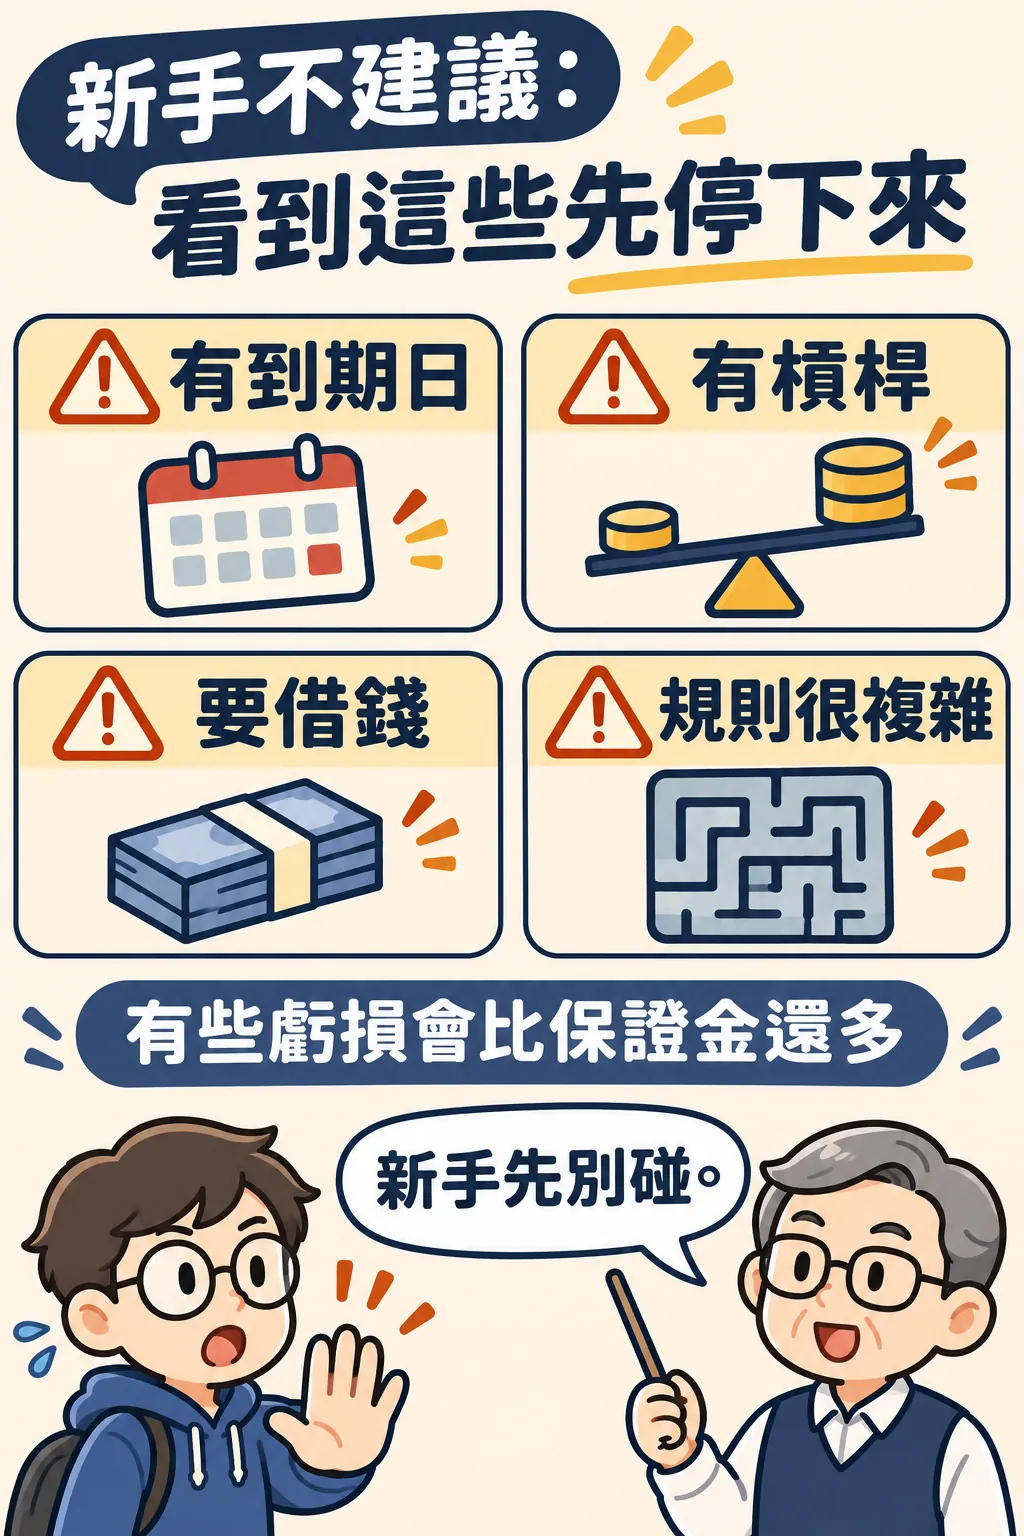 新手不建議：
看到這些先停下來
有到期日
有槓桿
要借錢
規則很複雜
有些虧損會比保證金還多
新手先別碰。